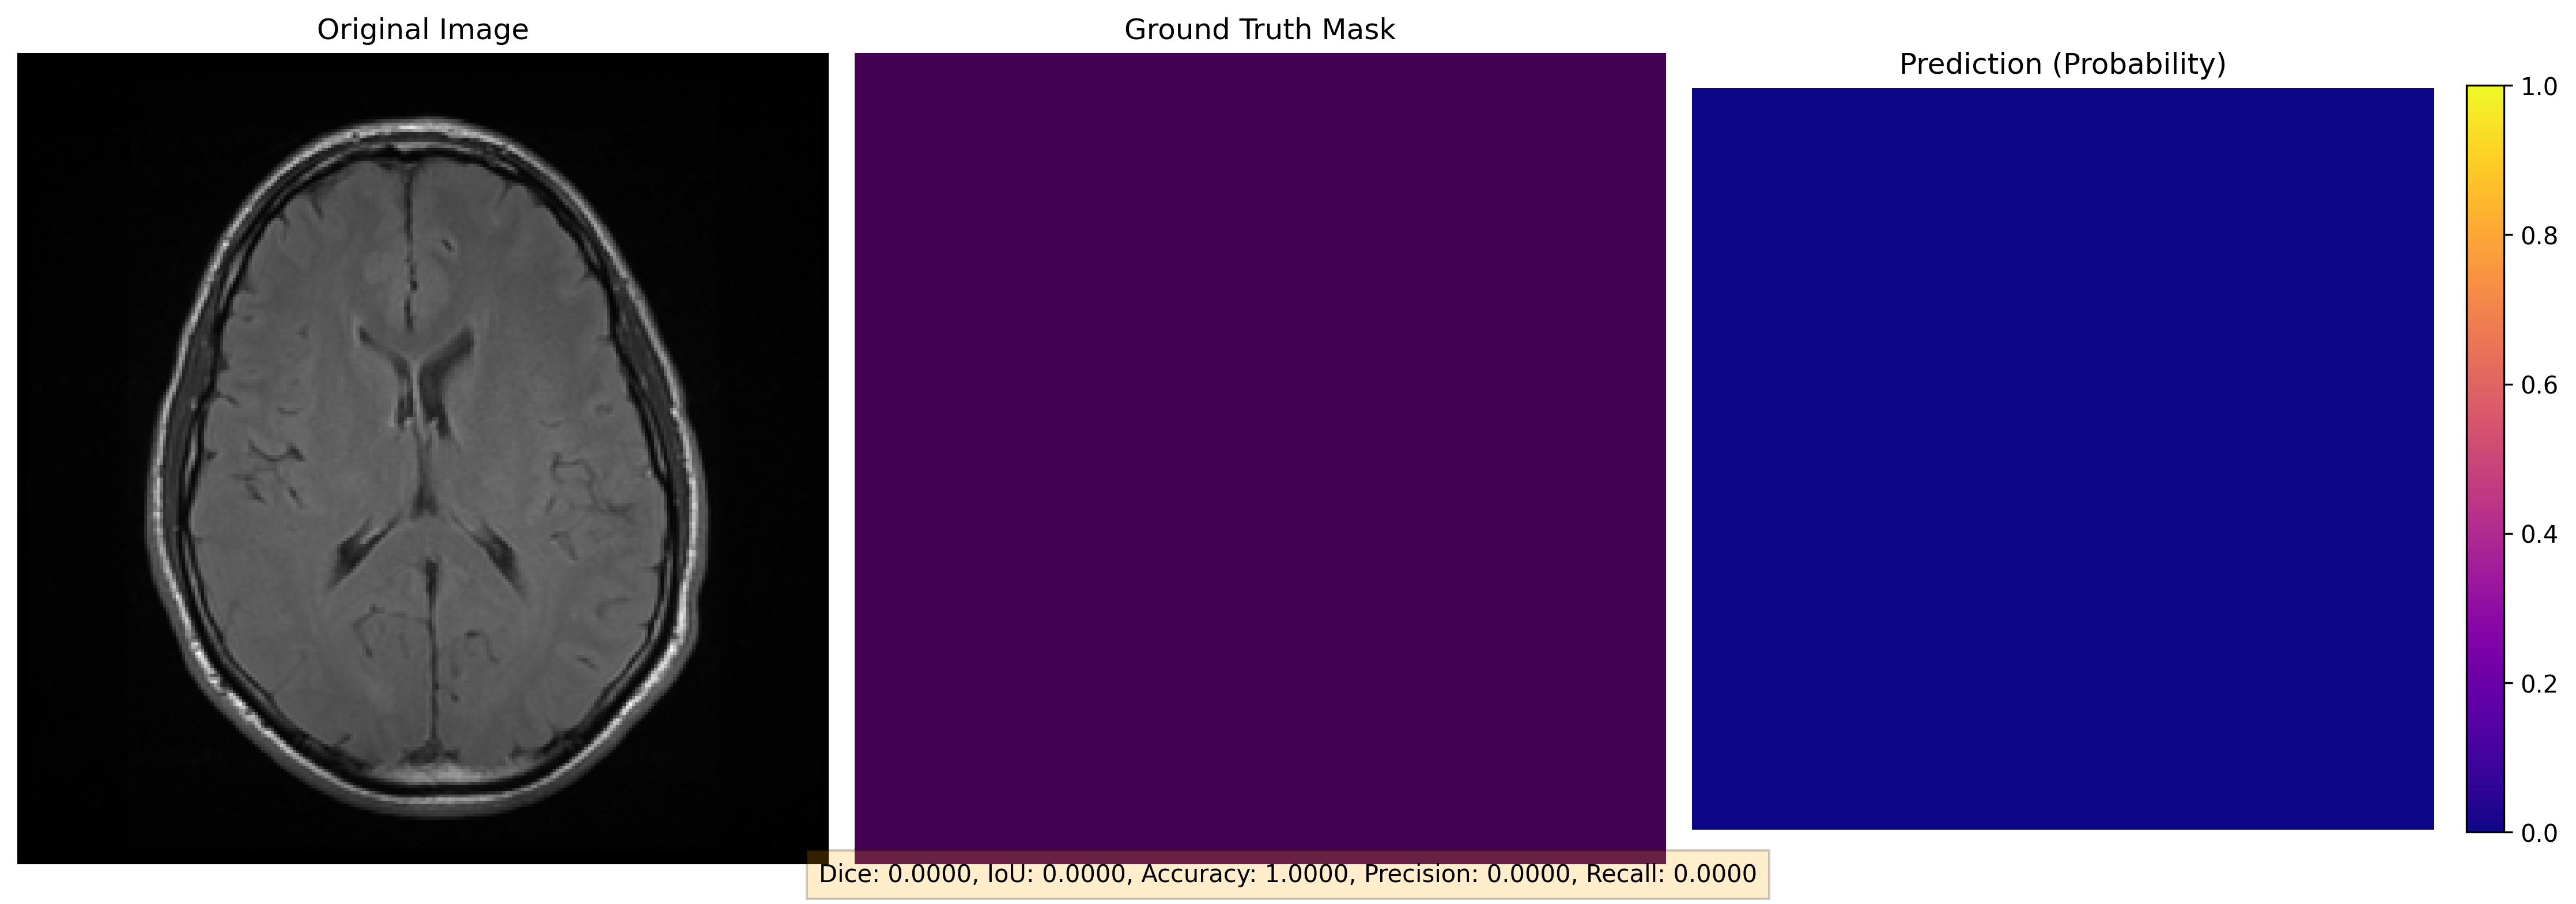 Original Image
Ground Truth Mask
Prediction (Probability)
1.0
0.8
0.6
0.4
0.2
0.0
Dice: 0.0000, IoU: 0.0000, Accuracy: 1.0000, Precision: 0.0000, Recall: 0.0000